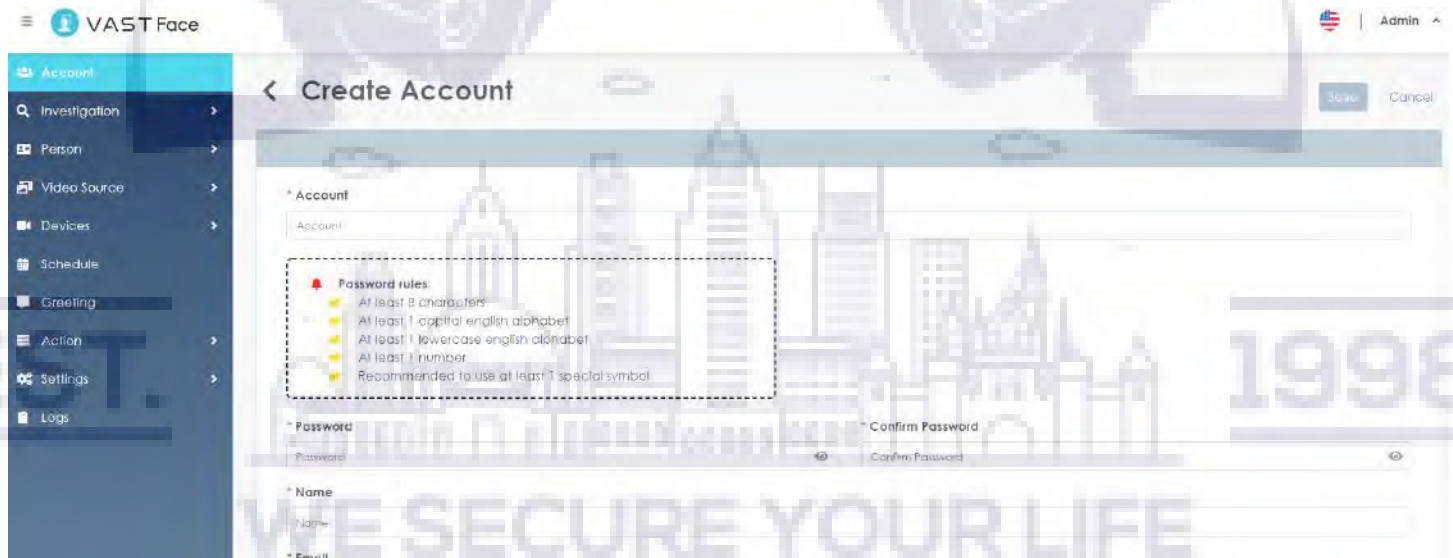 VAST Face
Admin
Account
Investigation
Person
Video Source
Devices
Schedule
Greeting
Action
Settings
Logs
Create Account
Save
Cancel
* Account
Account
Password rules
At least 8 characters
At least 1 capital english alphabet
At least 1 lowercase english alphabet
At least 1 number
Recommended to use at least 1 special symbol
* Password
* Confirm Password
Password
Confirm Password
* Name
Name
* Email
EST.
1998
WE SECURE YOUR LIFE